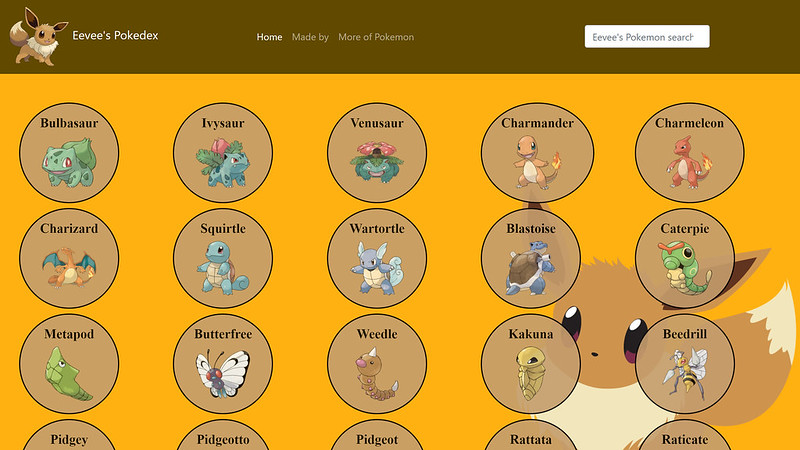 Eevee's Pokedex
Home Made by More of Pokemon
Eevee's Pokemon search
Bulbasaur Ivysaur Venusaur Charmander Charmeleon
Charizard Squirtle Wartortle Blastoise Caterpie
Metapod Butterfree Weedle Kakuna Beedrill
Pidgey Pidgeotto Pidgeot Rattata Raticate